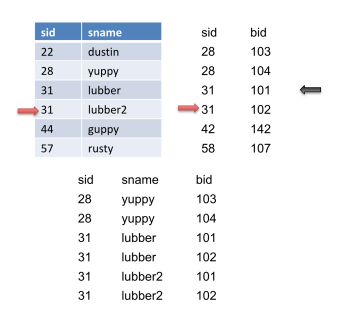 sid sname sid bid
22 dustin 28 103
28 yuppy 28 104
31 lubber 31 101
31 lubber2 31 102
44 guppy 42 142
57 rusty 58 107
sid sname bid
28 yuppy 103
28 yuppy 104
31 lubber 101
31 lubber 102
31 lubber2 101
31 lubber2 102